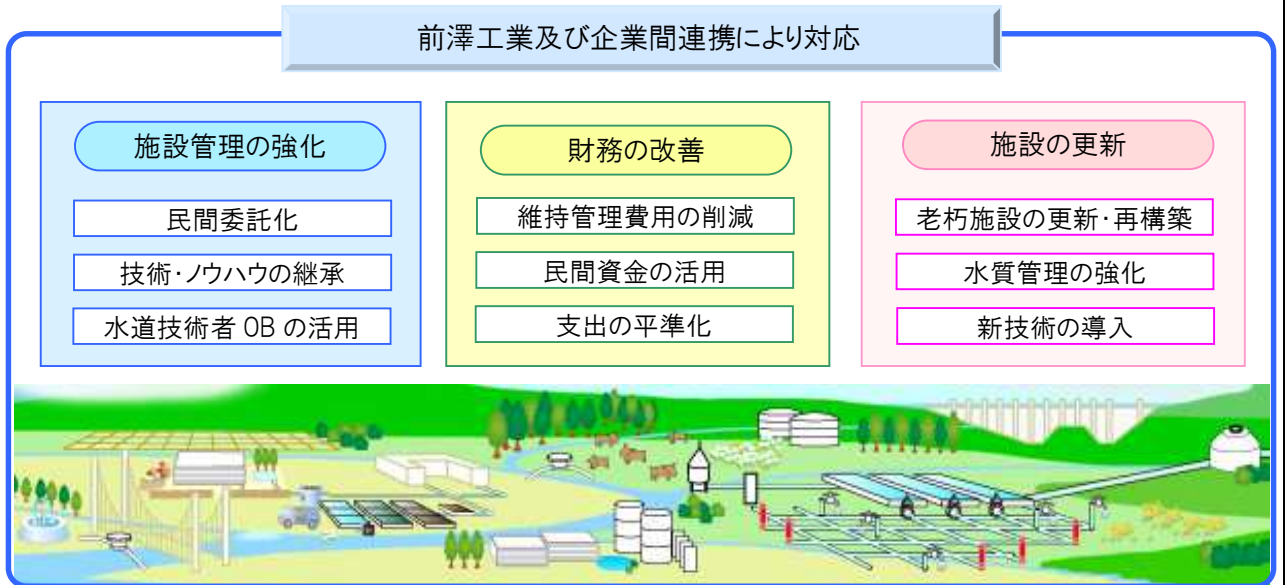 前澤工業及び企業間連携により対応
施設管理の強化
民間委託化
技術・ノウハウの継承
水道技術者 OB の活用
財務の改善
維持管理費用の削減
民間資金の活用
支出の平準化
施設の更新
老朽施設の更新・再構築
水質管理の強化
新技術の導入